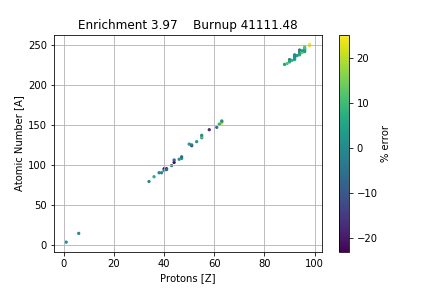 Enrichment 3.97    Burnup 41111.48
250
200
150
100
50
0
Atomic Number [A]
0 20 40 60 80 100
Protons [Z]
20
10
0
−10
−20
% error